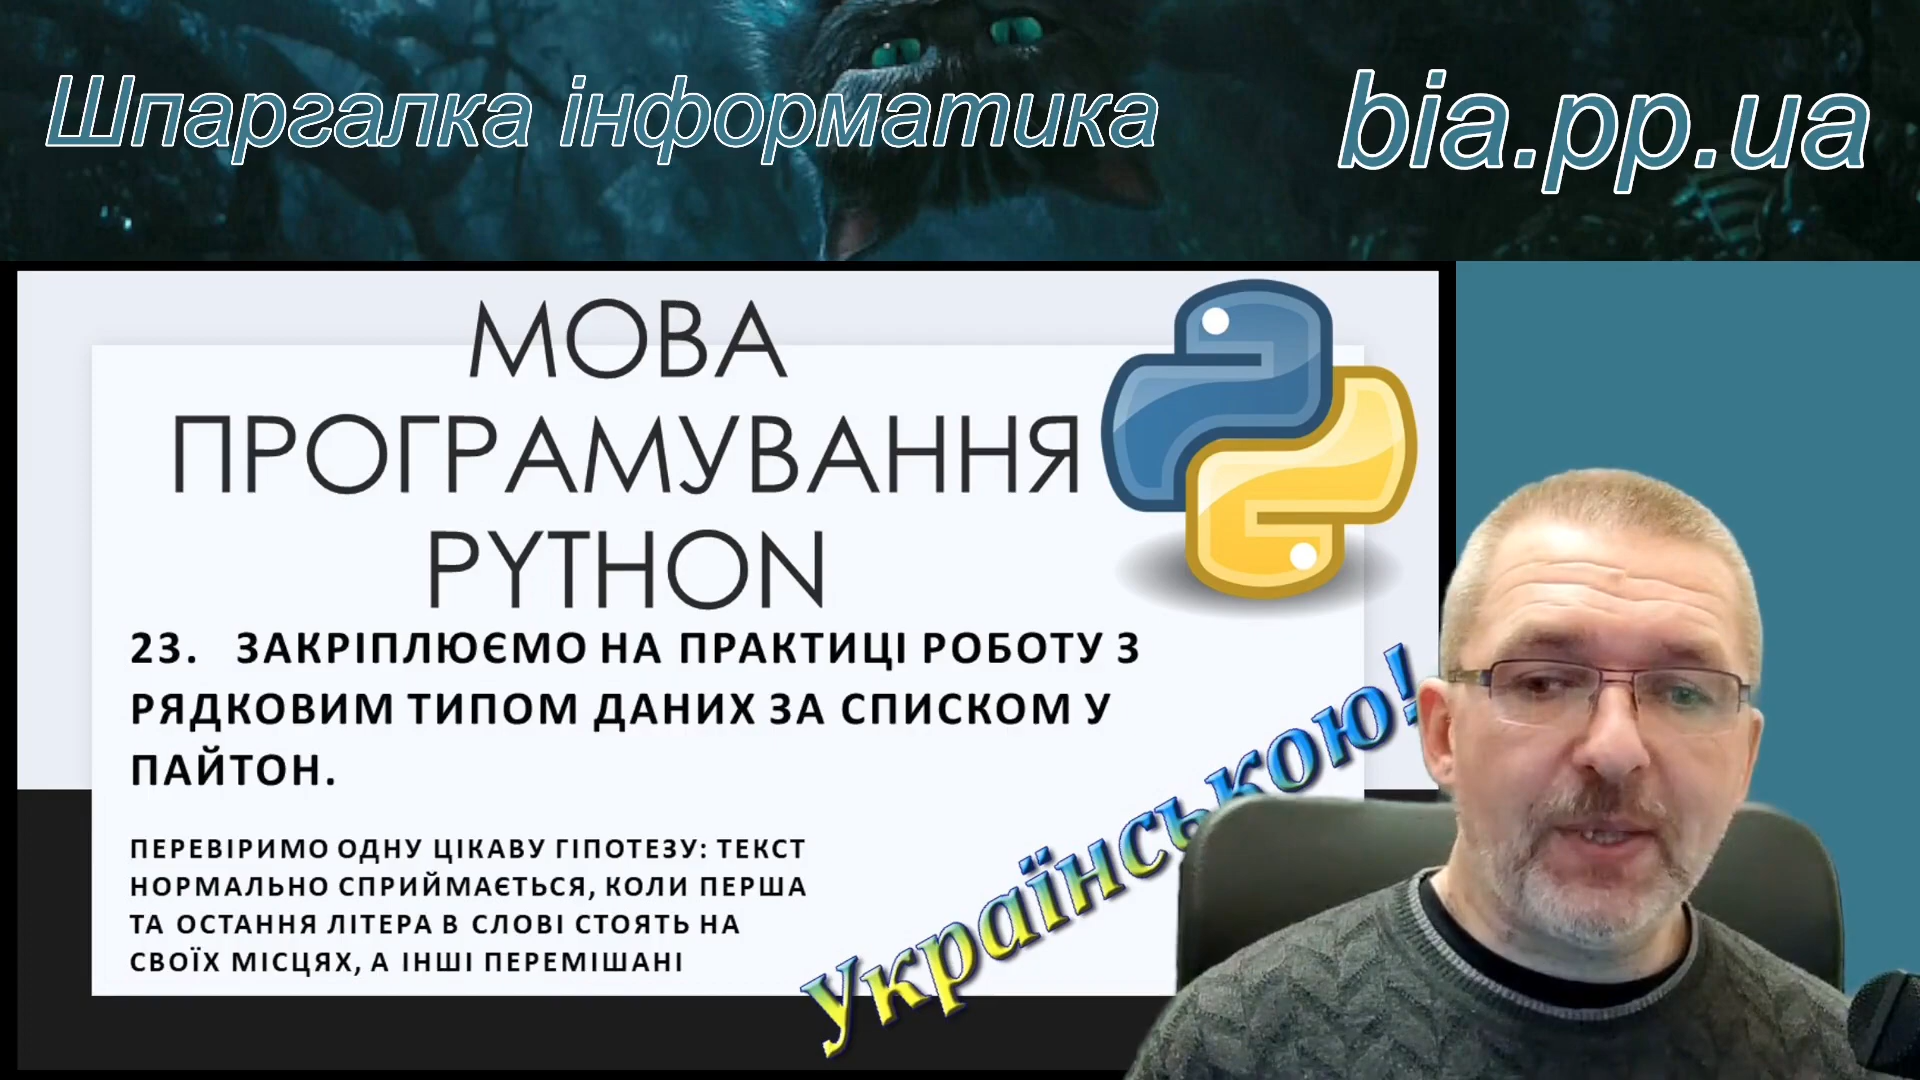 Шпаргалка інформатика
bia.pp.ua
МОВА
ПРОГРАМУВАННЯ
PYTHON
23. ЗАКРІПЛЮЄМО НА ПРАКТИЦІ РОБОТУ З
РЯДКОВИМ ТИПОМ ДАНИХ ЗА СПИСКОМ У
ПАЙТОН.
ПЕРЕВІРИМО ОДНУ ЦІКАВУ ГІПОТЕЗУ: ТЕКСТ
НОРМАЛЬНО СПРИЙМАЄТЬСЯ, КОЛИ ПЕРША
ТА ОСТАННЯ ЛІТЕРА В СЛОВІ СТОЯТЬ НА
СВОЇХ МІСЦЯХ, А ІНШІ ПЕРЕМІШАНІ
Українською!